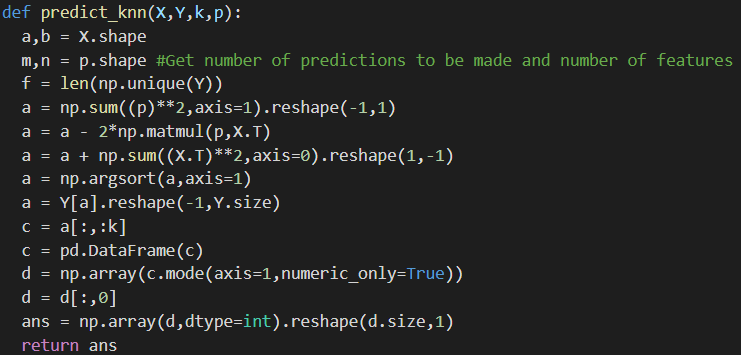 def predict_knn(X,Y,k,p):
  a,b = X.shape
  m,n = p.shape #Get number of predictions to be made and number of features
  f = len(np.unique(Y))
  a = np.sum((p)**2,axis=1).reshape(-1,1)
  a = a - 2*np.matmul(p,X.T)
  a = a + np.sum((X.T)**2,axis=0).reshape(1,-1)
  a = np.argsort(a,axis=1)
  a = Y[a].reshape(-1,Y.size)
  c = a[:,:k]
  c = pd.DataFrame(c)
  d = np.array(c.mode(axis=1,numeric_only=True))
  d = d[:,0]
  ans = np.array(d,dtype=int).reshape(d.size,1)
  return ans